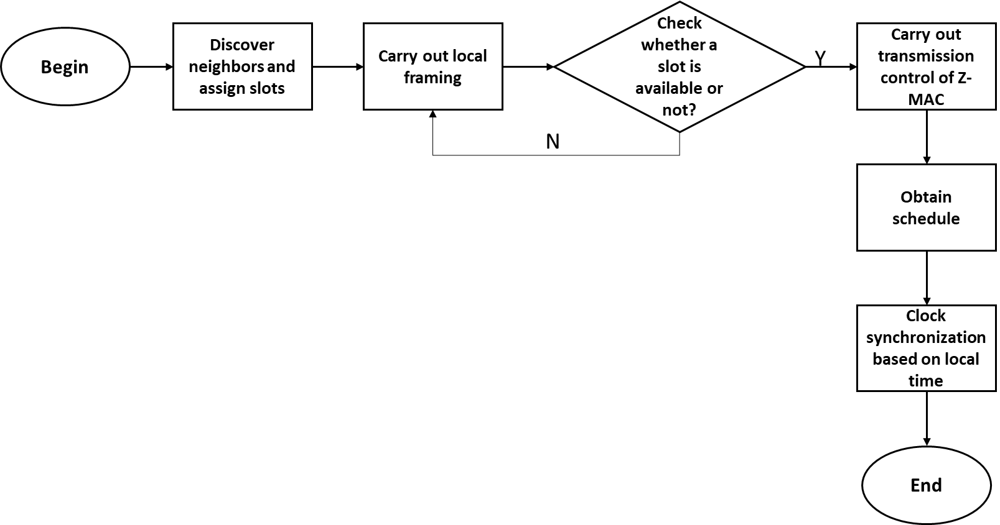 Begin
Discover
neighbors and
assign slots
Carry out local
framing
Check
whether a
slot is
available or
not?
Y
N
Carry out
transmission
control of Z-
MAC
Obtain
schedule
Clock
synchronization
based on local
time
End